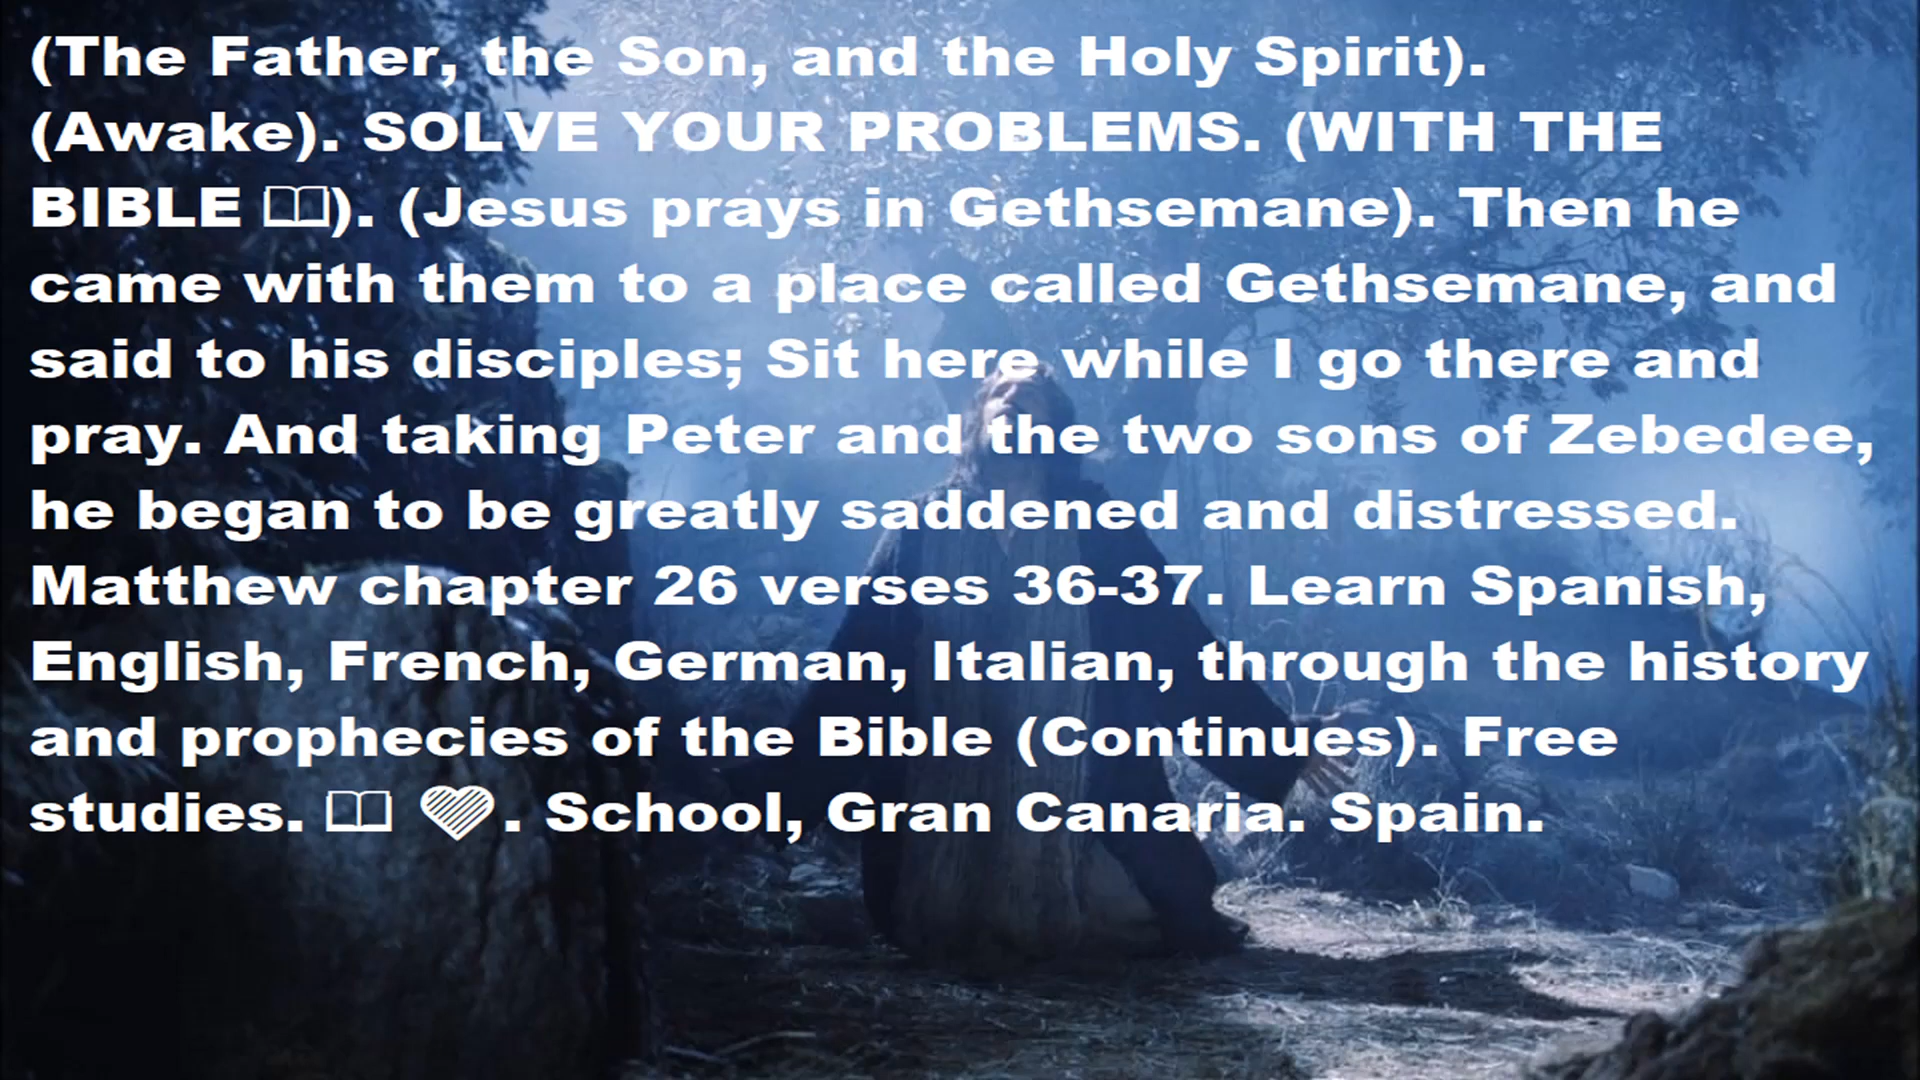 (The Father, the Son, and the Holy Spirit).
(Awake). SOLVE YOUR PROBLEMS. (WITH THE
BIBLE 📖). (Jesus prays in Gethsemane). Then he
came with them to a place called Gethsemane, and
said to his disciples; Sit here while I go there and
pray. And taking Peter and the two sons of Zebedee,
he began to be greatly saddened and distressed.
Matthew chapter 26 verses 36-37. Learn Spanish,
English, French, German, Italian, through the history
and prophecies of the Bible (Continues). Free
studies. 📖 💜. School, Gran Canaria. Spain.